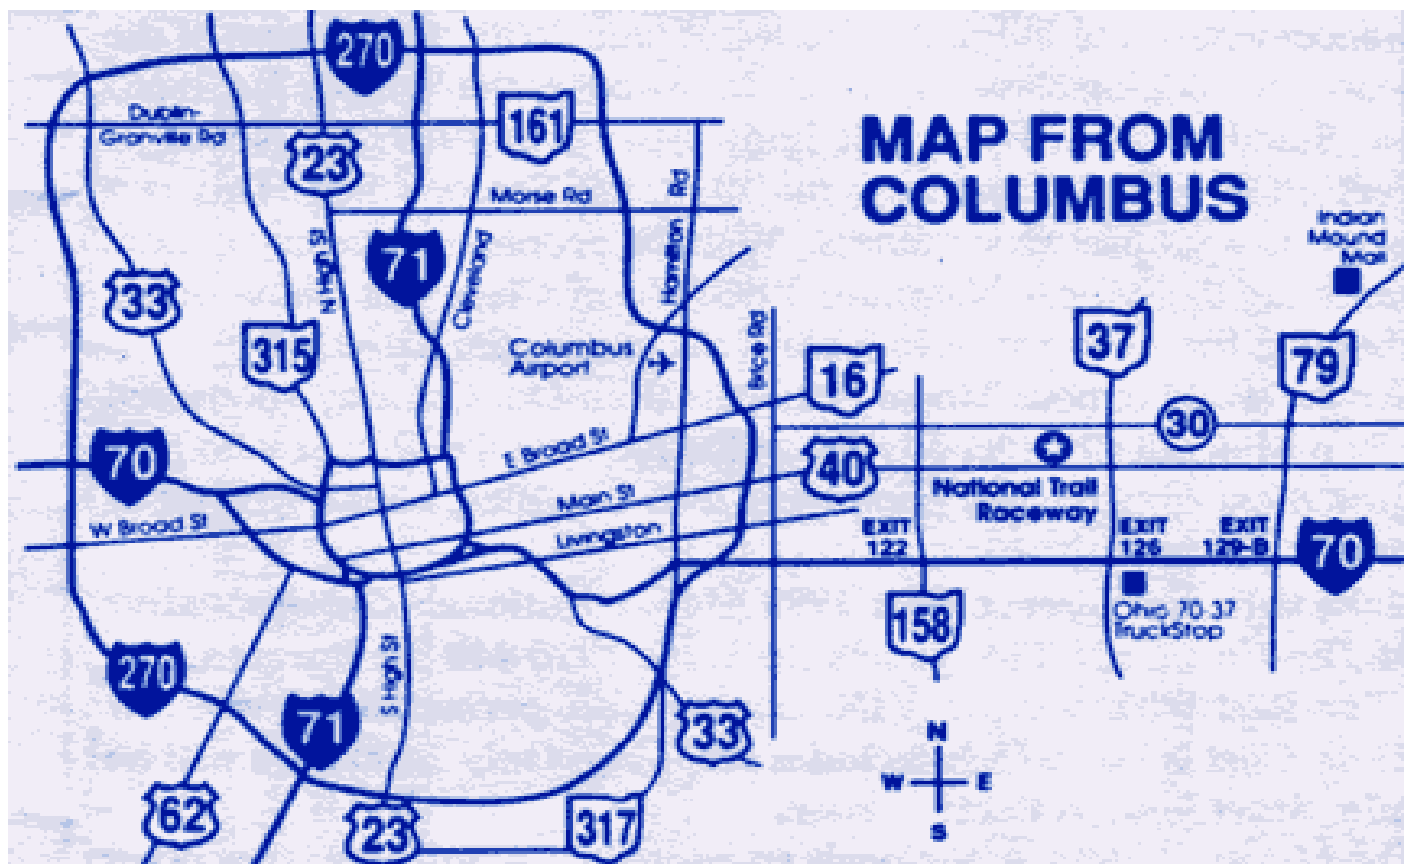 270
Dublin-
Granville Rd
161
23
MAP FROM
COLUMBUS
Morse Rd
Hamilton Rd
N High St
71
Cleveland
Indian
Mound
Mall
33
315
Columbus
Airport
Brice Rd
16
37
79
30
70
E Broad St
40
Main St
National Trail
Raceway
W Broad St
Livingston
EXIT
122
EXIT
126
EXIT
129-B
70
Ohio 70-37
TruckStop
158
270
S High St
71
33
N
W E
S
62
23
317